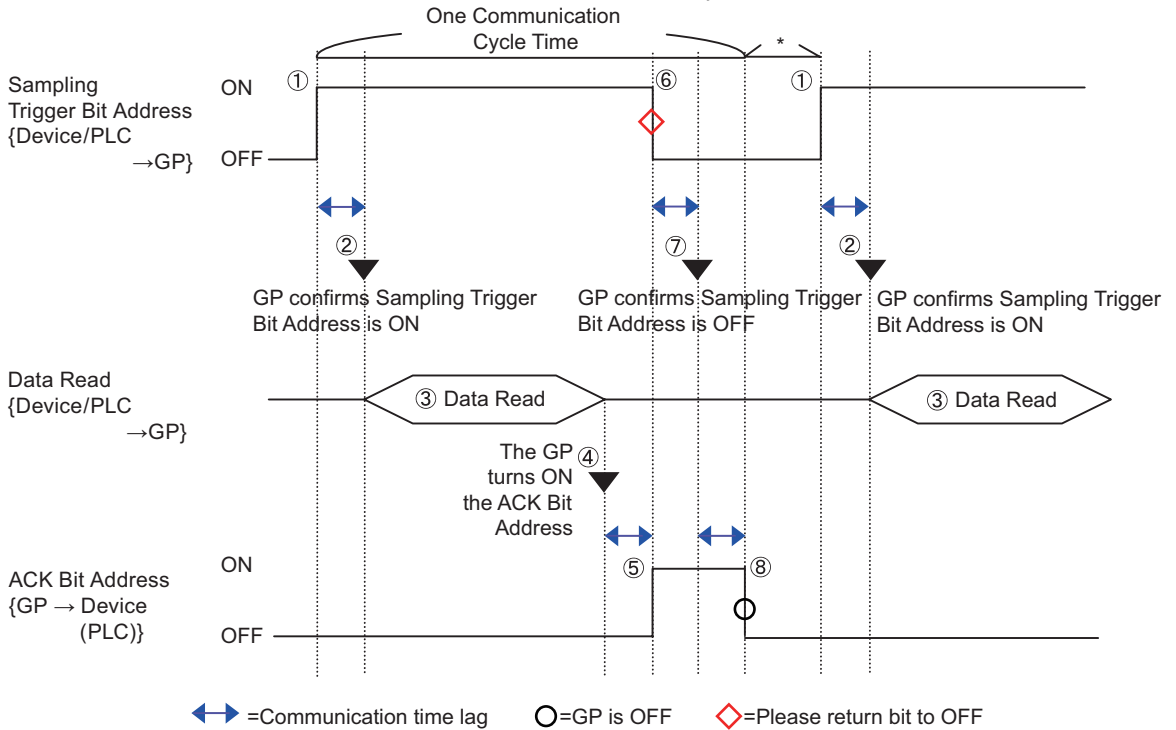 One Communication
Cycle Time
*
Sampling
Trigger Bit Address
{Device/PLC
→GP}
ON
OFF
①
⑥
①
②
⑦
②
GP confirms Sampling Trigger
Bit Address is ON
GP confirms Sampling Trigger
Bit Address is OFF
GP confirms Sampling Trigger
Bit Address is ON
Data Read
{Device/PLC
→GP}
③ Data Read
③ Data Read
The GP
turns ON
the ACK Bit
Address
④
ACK Bit Address
{GP → Device
(PLC)}
ON
OFF
⑤
⑧
=Communication time lag
=GP is OFF
=Please return bit to OFF